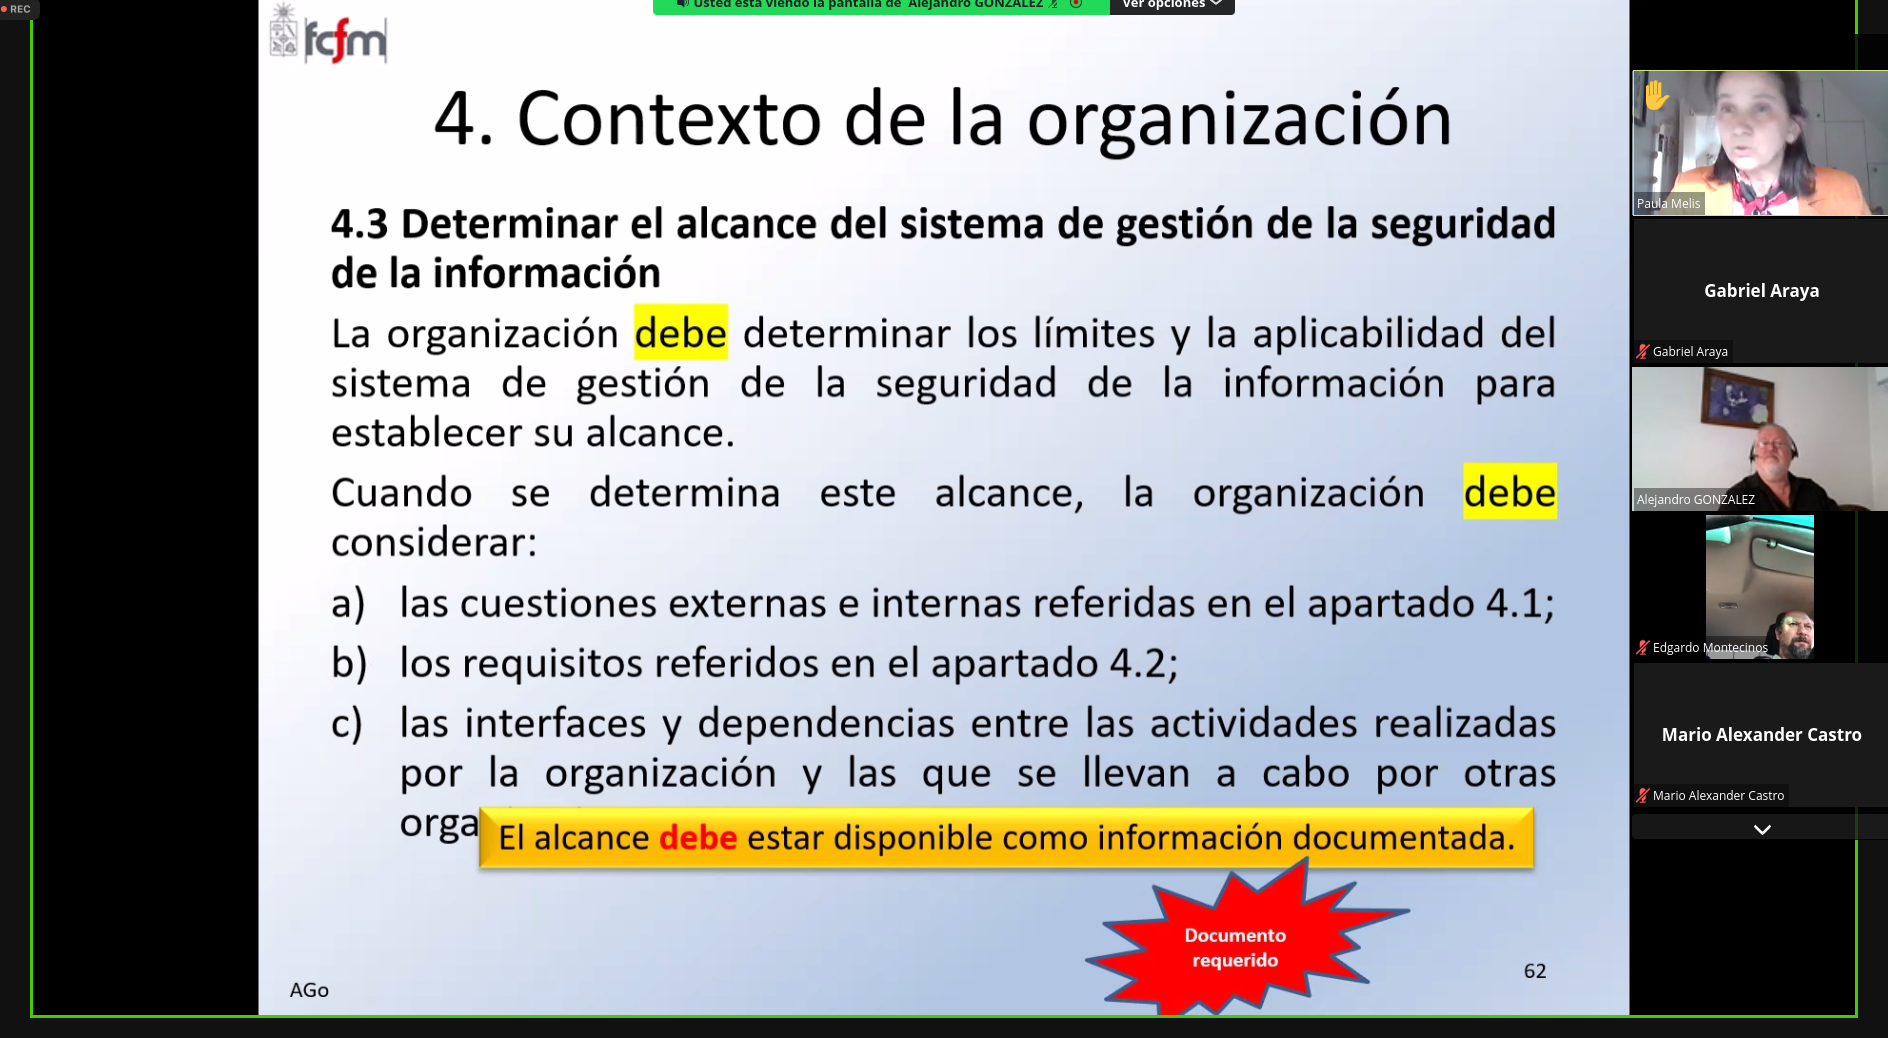 REC
Usted está viendo la pantalla de Alejandro GONZALEZ
Ver opciones
fcfm
4. Contexto de la organización
4.3 Determinar el alcance del sistema de gestión de la seguridad
de la información
La organización debe determinar los límites y la aplicabilidad del
sistema de gestión de la seguridad de la información para
establecer su alcance.
Cuando se determina este alcance, la organización debe
considerar:
a) las cuestiones externas e internas referidas en el apartado 4.1;
b) los requisitos referidos en el apartado 4.2;
c) las interfaces y dependencias entre las actividades realizadas
por la organización y las que se llevan a cabo por otras
El alcance debe estar disponible como información documentada.
Documento
requerido
AGo
62
Paula Melis
Gabriel Araya
Gabriel Araya
Alejandro GONZALEZ
Edgardo Montecinos
Mario Alexander Castro
Mario Alexander Castro